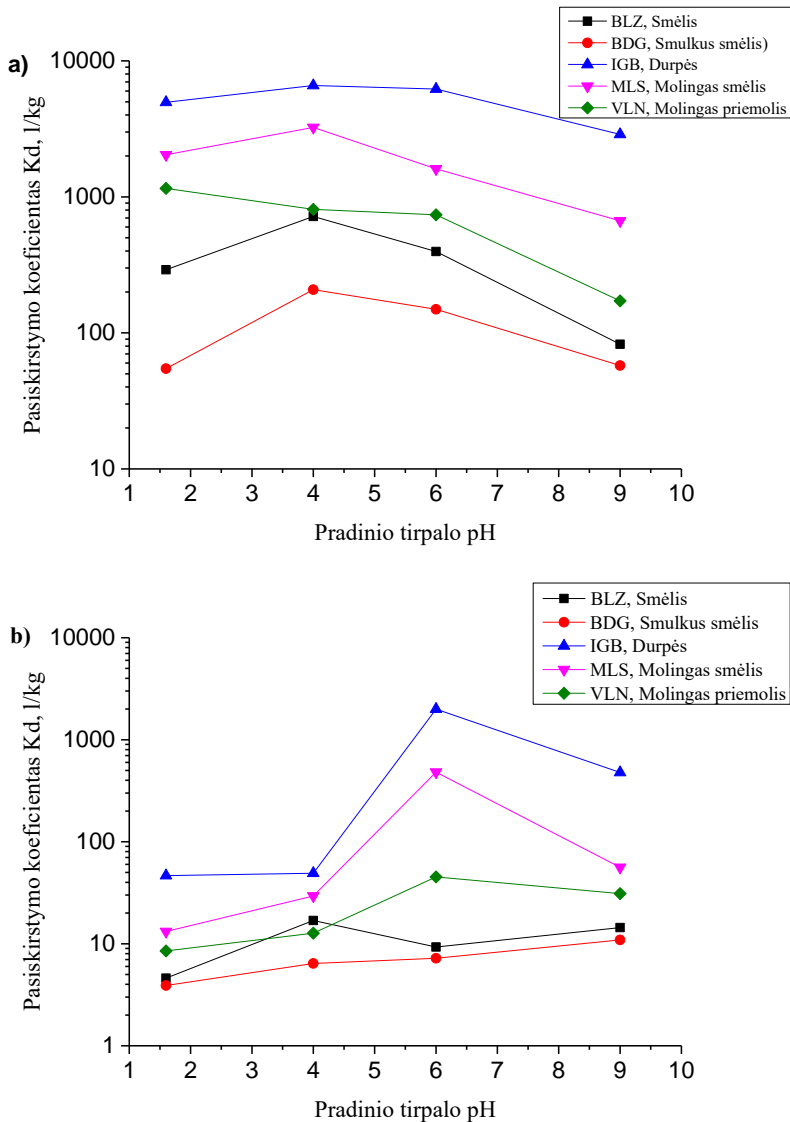 BLZ, Smėlis
BDG, Smulkus smėlis)
IGB, Durpės
MLS, Molingas smėlis
VLN, Molingas priemolis
a)
Pasiskirstymo koeficientas Kd, l/kg
10000
1000
100
10
1 2 3 4 5 6 7 8 9 10
Pradinio tirpalo pH
BLZ, Smėlis
BDG, Smulkus smėlis
IGB, Durpės
MLS, Molingas smėlis
VLN, Molingas priemolis
b)
Pasiskirstymo koeficientas Kd, l/kg
10000
1000
100
10
1
1 2 3 4 5 6 7 8 9 10
Pradinio tirpalo pH